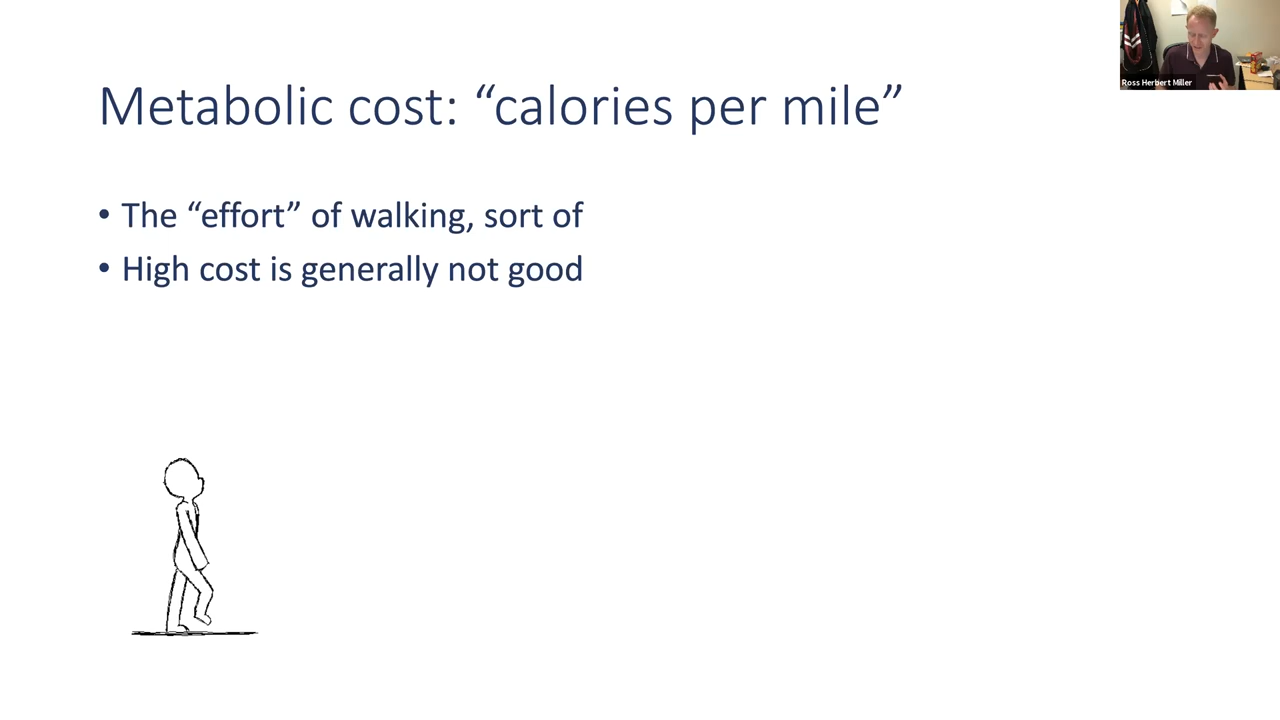 Ross Herbert Miller
Metabolic cost: “calories per mile”
• The “effort” of walking, sort of
• High cost is generally not good